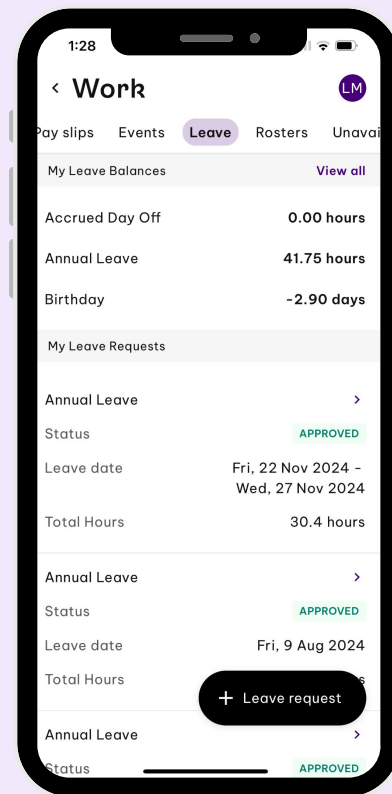 1:28
Work
LM
Pay slips Events Leave Rosters Unavai
My Leave Balances View all
Accrued Day Off 0.00 hours
Annual Leave 41.75 hours
Birthday -2.90 days
My Leave Requests
Annual Leave
Status APPROVED
Leave date Fri, 22 Nov 2024 -
Wed, 27 Nov 2024
Total Hours 30.4 hours
Annual Leave
Status APPROVED
Leave date Fri, 9 Aug 2024
Total Hours
+ Leave request
Annual Leave
Status APPROVED